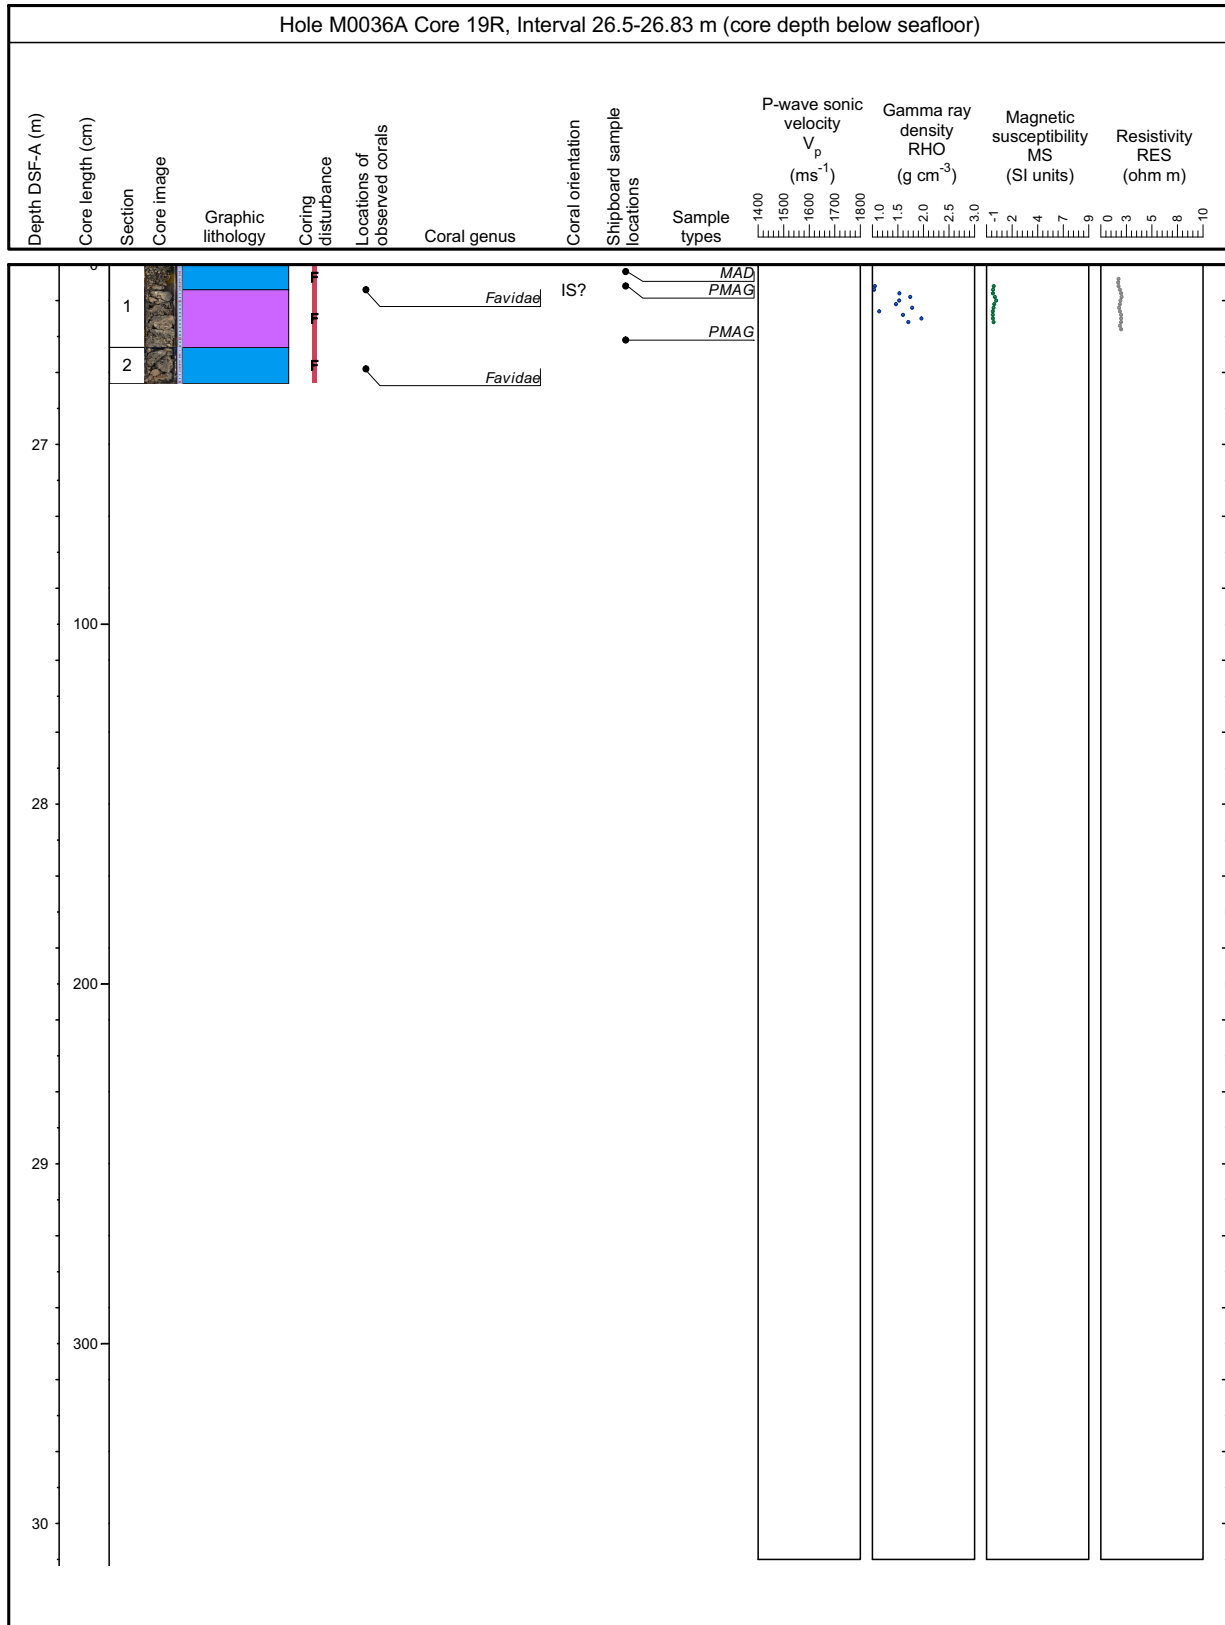 Hole M0036A Core 19R, Interval 26.5-26.83 m (core depth below seafloor)
Depth DSF-A (m)
Core length (cm)
Section
Core image
Graphic
lithology
Coring
disturbance
Locations of
observed corals
Coral genus
Coral orientation
Shipboard sample
locations
Sample
types
P-wave sonic
velocity
Vp
(ms-1)
1400 1500 1600 1700 1800
Gamma ray
density
RHO
(g cm-3)
1.0 1.5 2.0 2.5 3.0
Magnetic
susceptibility
MS
(SI units)
-1 2 4 7 9
Resistivity
RES
(ohm m)
0 3 5 8 10
0
F
MAD
IS?
PMAG
Favidae
1
F
PMAG
2
F
Favidae
27
100
28
200
29
300
30